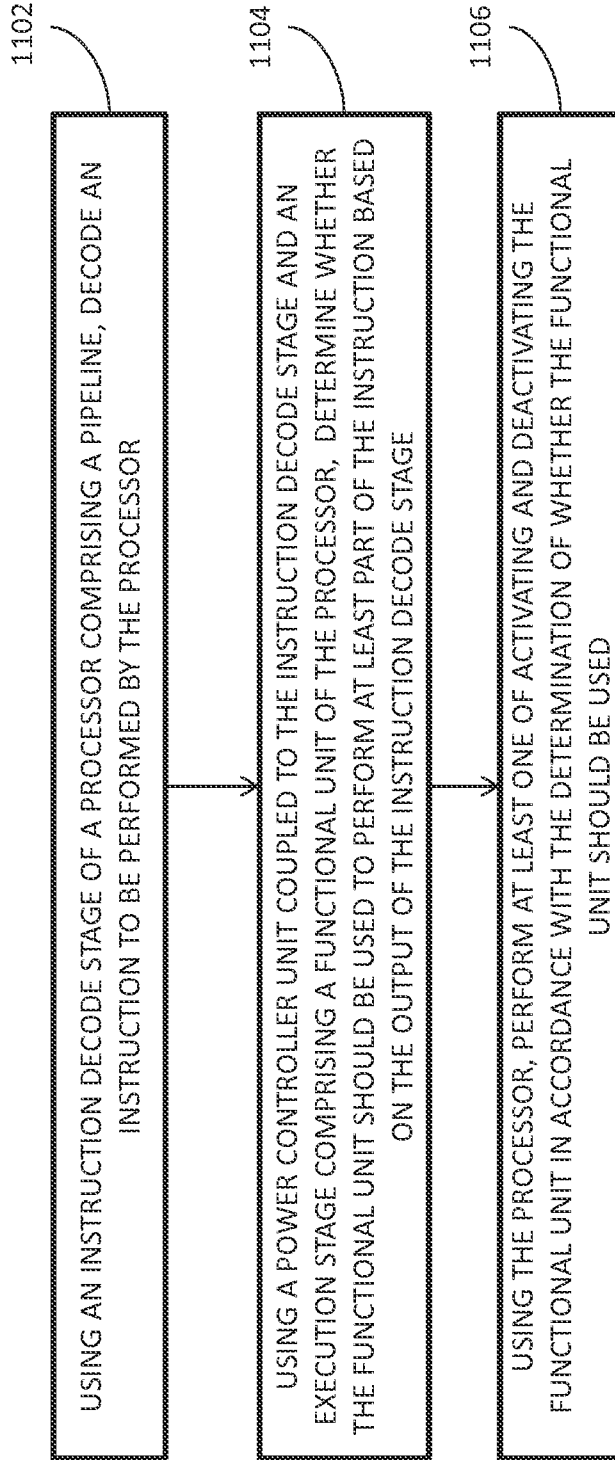 1102
USING AN INSTRUCTION DECODE STAGE OF A PROCESSOR COMPRISING A PIPELINE, DECODE AN
INSTRUCTION TO BE PERFORMED BY THE PROCESSOR
1104
USING A POWER CONTROLLER UNIT COUPLED TO THE INSTRUCTION DECODE STAGE AND AN
EXECUTION STAGE COMPRISING A FUNCTIONAL UNIT OF THE PROCESSOR, DETERMINE WHETHER
THE FUNCTIONAL UNIT SHOULD BE USED TO PERFORM AT LEAST PART OF THE INSTRUCTION BASED
ON THE OUTPUT OF THE INSTRUCTION DECODE STAGE
1106
USING THE PROCESSOR, PERFORM AT LEAST ONE OF ACTIVATING AND DEACTIVATING THE
FUNCTIONAL UNIT IN ACCORDANCE WITH THE DETERMINATION OF WHETHER THE FUNCTIONAL
UNIT SHOULD BE USED